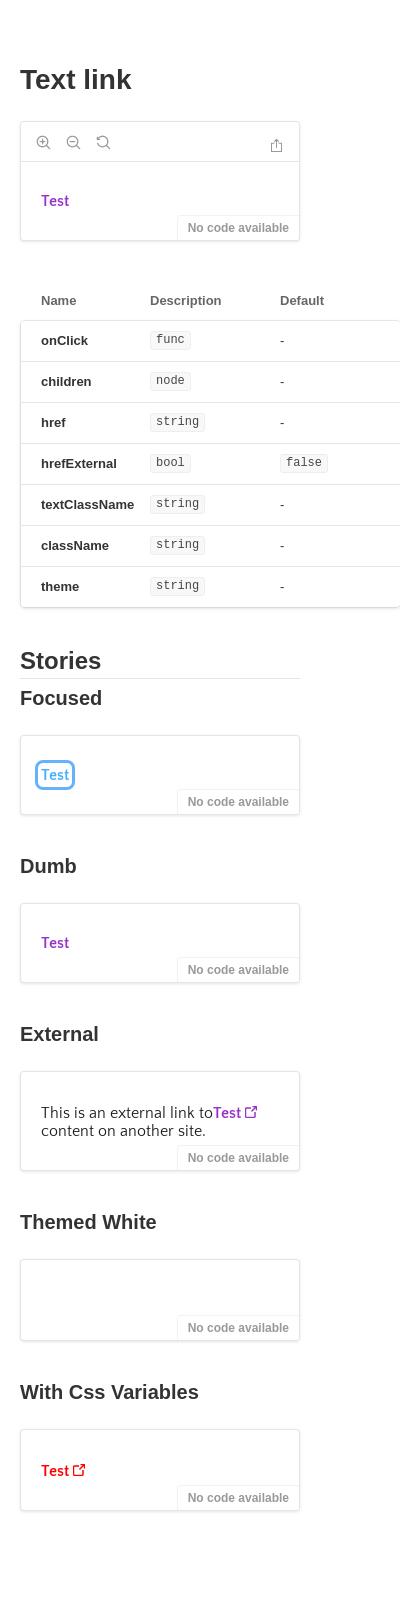 Text link
Test
No code available
Name Description Default
onClick func -
children node -
href string -
hrefExternal bool false
textClassName string -
className string -
theme string -
Stories
Focused
Test
No code available
Dumb
Test
No code available
External
This is an external link toTest
content on another site.
No code available
Themed White
No code available
With Css Variables
Test
No code available